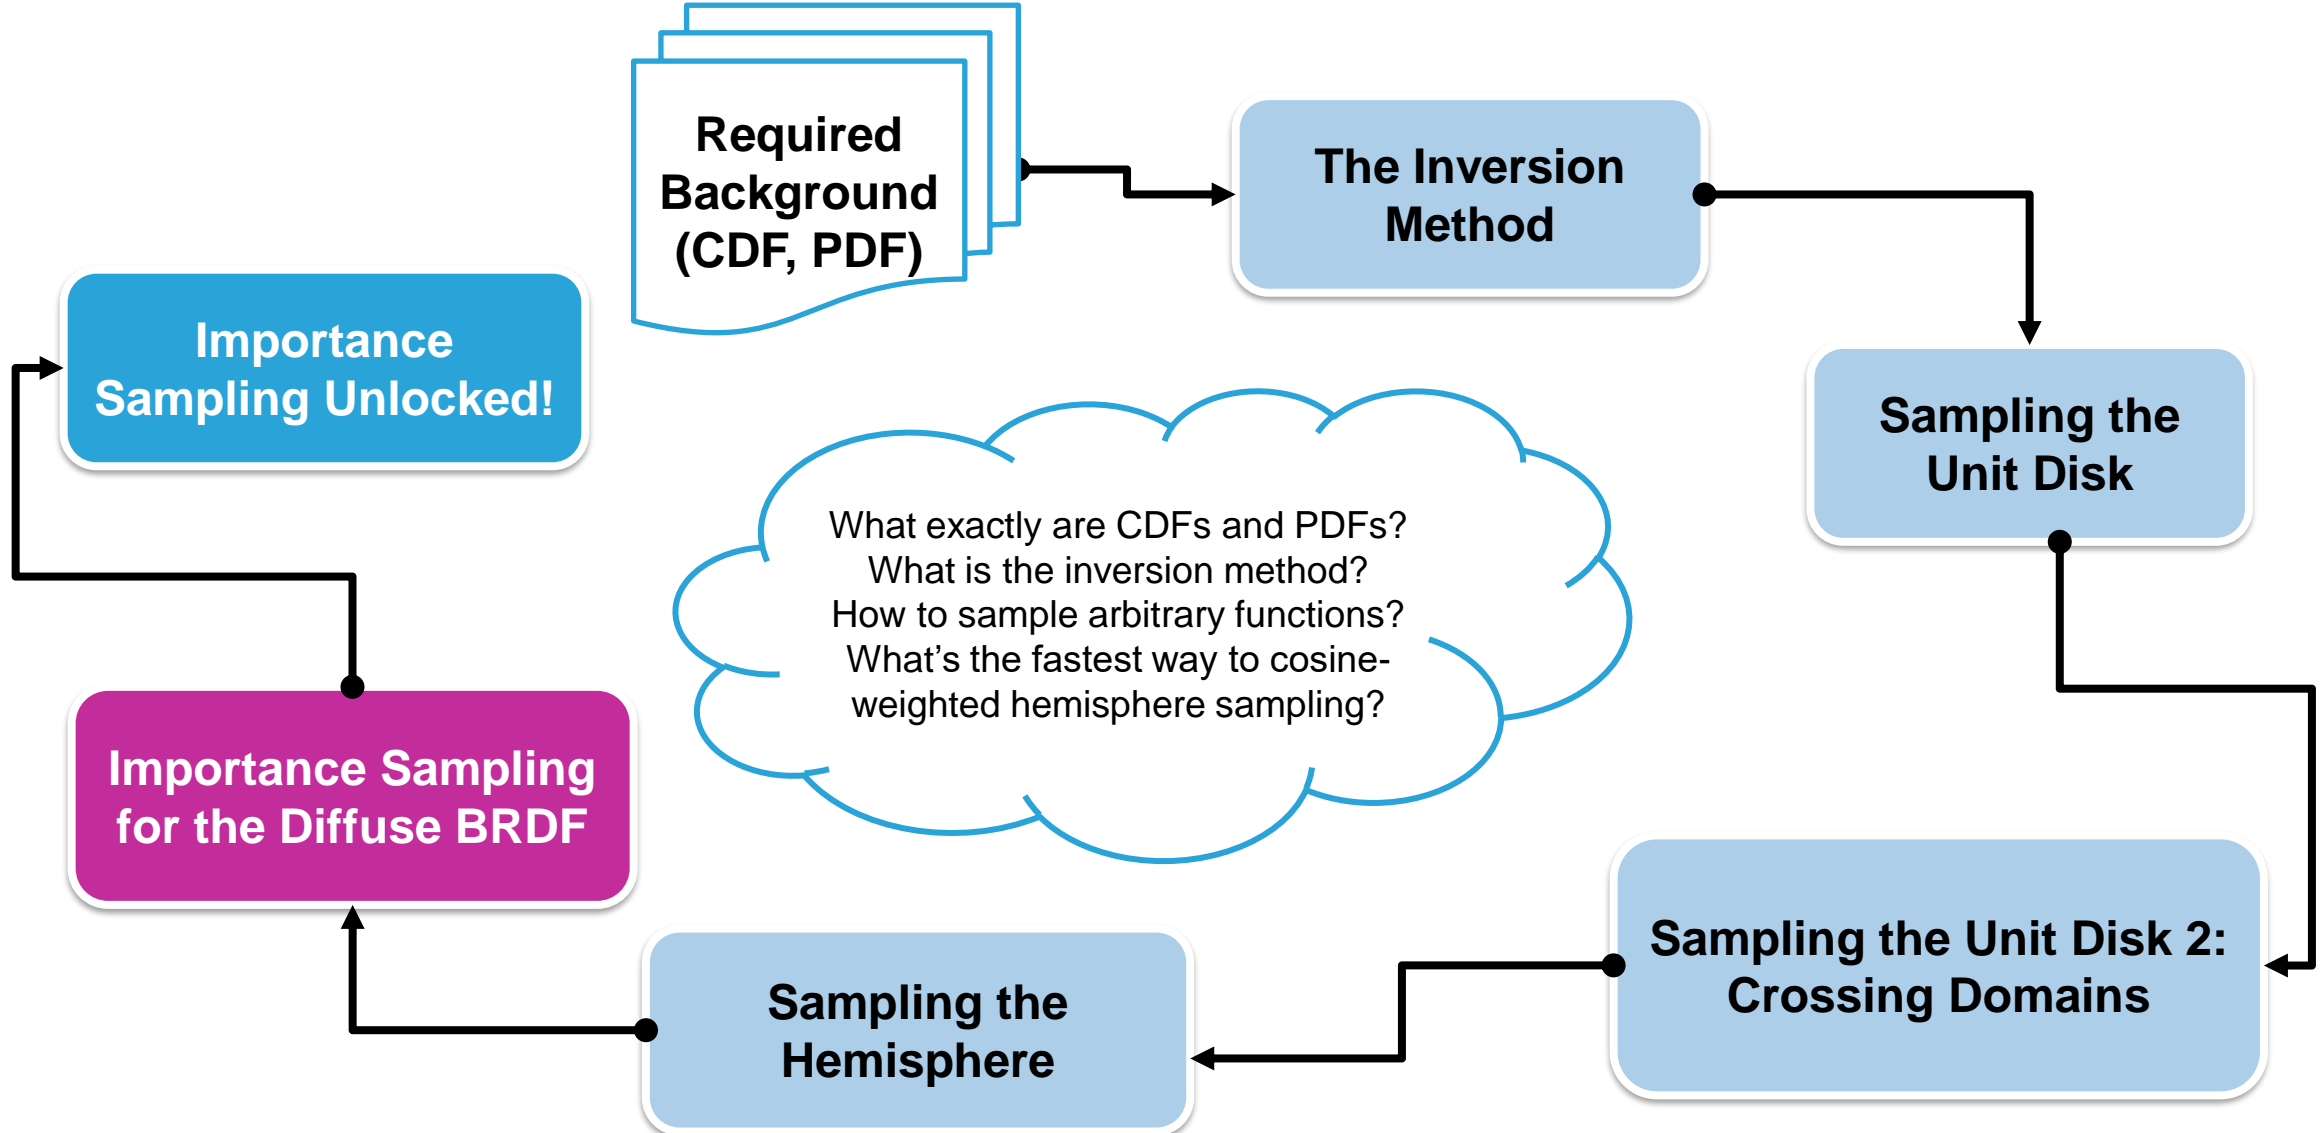 Required
Background
(CDF, PDF)
The Inversion
Method
Sampling the
Unit Disk
Sampling the Unit Disk 2:
Crossing Domains
Sampling the
Hemisphere
Importance Sampling
for the Diffuse BRDF
Importance
Sampling Unlocked!
What exactly are CDFs and PDFs?
What is the inversion method?
How to sample arbitrary functions?
What’s the fastest way to cosine-
weighted hemisphere sampling?